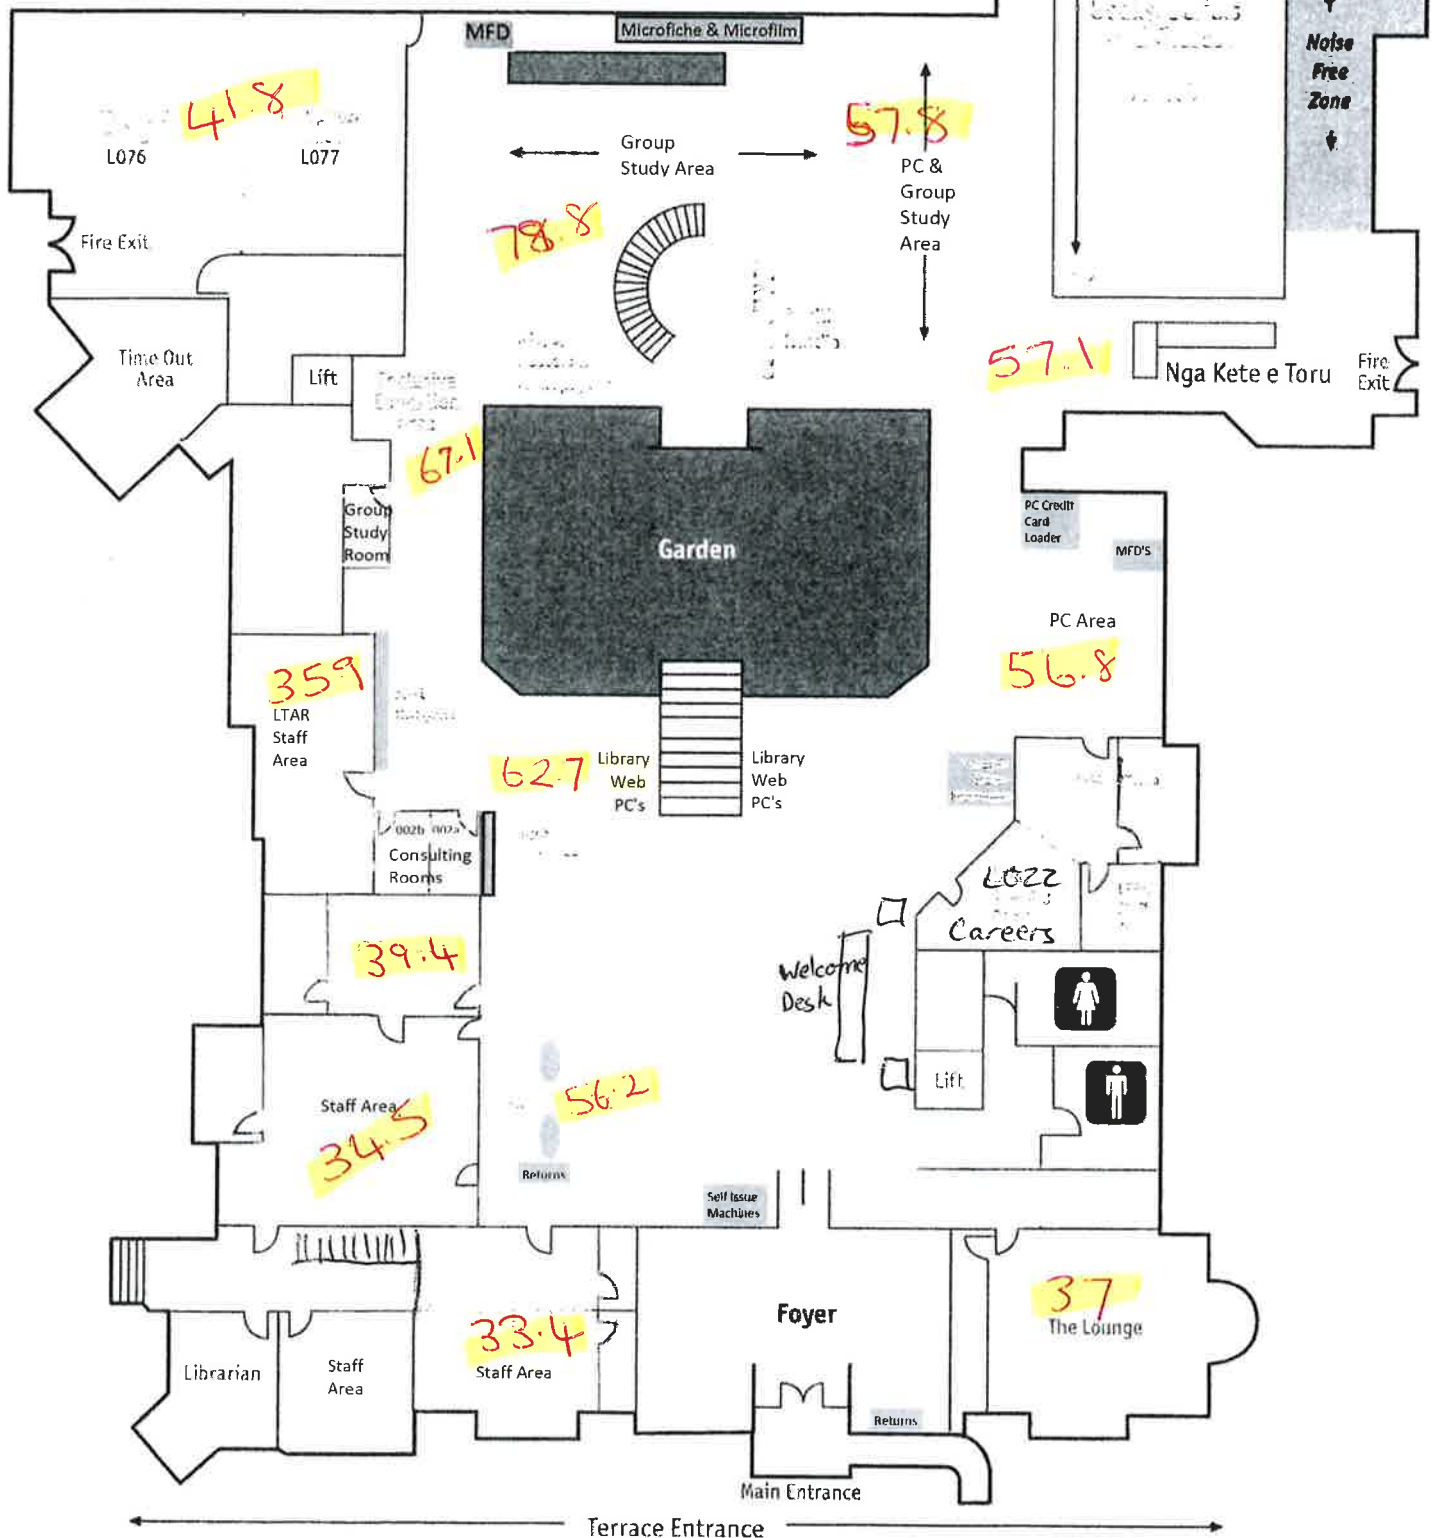 MFD
Microfiche & Microfilm
Noise
Free
Zone
41.8
L076
L077
57.8
Group
Study Area
PC &
Group
Study
Area
78.8
Fire Exit
Time Out
Area
Lift
57.1
Nga Kete e Toru
Fire
Exit
67.1
Group
Study
Room
Garden
PC Credit
Card
Loader
MFD'S
PC Area
56.8
359
LTAR
Staff
Area
62.7
Library
Web
PC's
Library
Web
PC's
002b 002a
Consulting
Rooms
L022
Careers
39.4
Welcome
Desk
Lift
Staff Area
34.5
56.2
Returns
Self Issue
Machines
37
The Lounge
Foyer
33.4
Staff Area
Librarian
Staff
Area
Returns
Main Entrance
Terrace Entrance